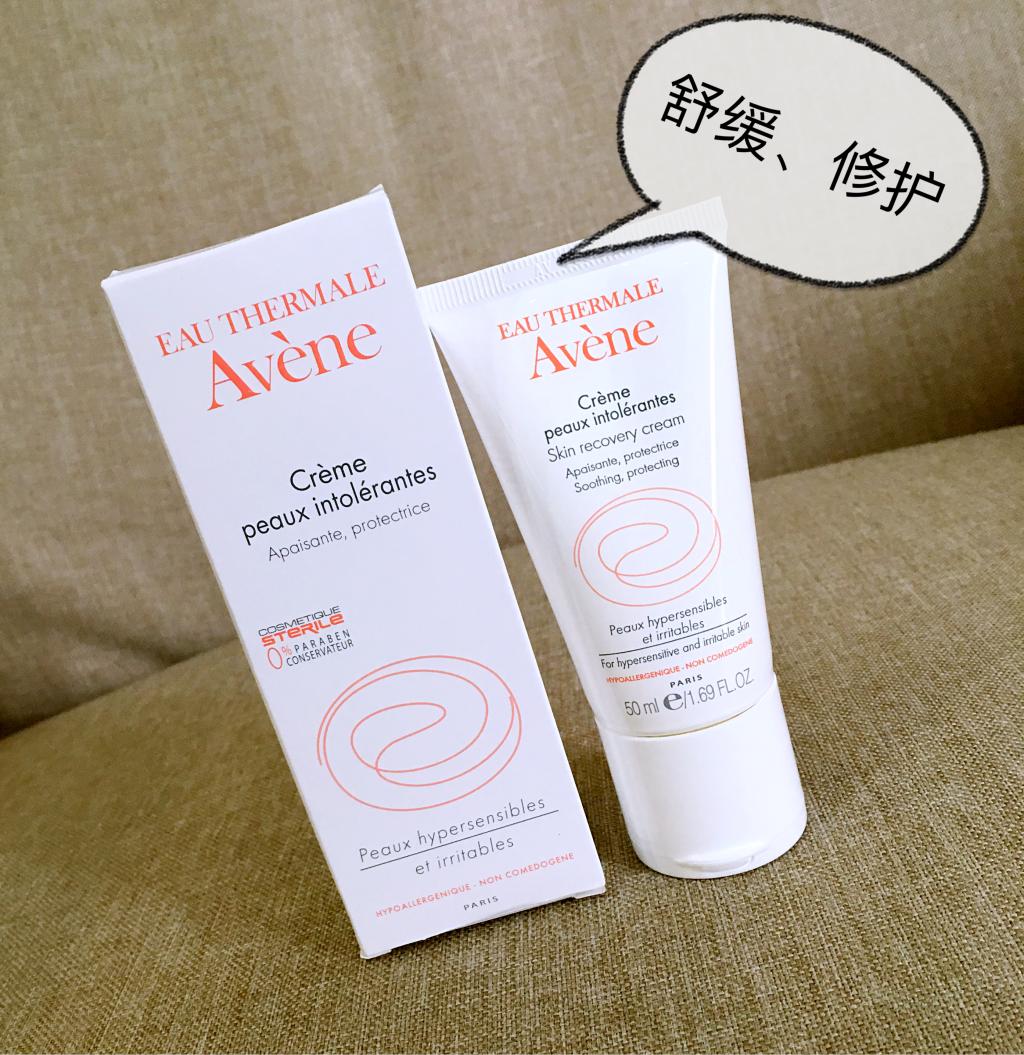 舒缓、修护
EAU THERMALE
Avène
Crème
peaux intolérantes
Apaisante, protectrice
COSMETIQUE
STERILE
0% PARABEN
CONSERVATEUR
Peaux hypersensibles
et irritables
HYPOALLERGENIQUE - NON COMEDOGENE
PARIS
EAU THERMALE
Avène
Crème
peaux intolérantes
Skin recovery cream
Apaisante, protectrice
Soothing, protecting
Peaux hypersensibles
et irritables
For hypersensitive and irritable skin
HYPOALLERGENIQUE - NON COMEDOGENE
PARIS
50 ml e/1.69 FL.OZ.